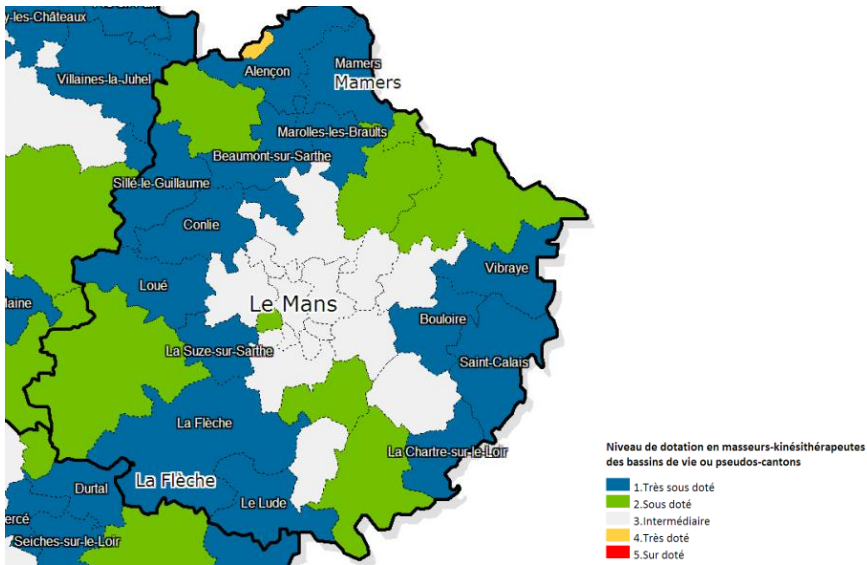 y-les-Châteaux
Villaines-la-Juhel
Alençon
Mamers
Mamers
Marolles-les-Braults
Beaumont-sur-Sarthe
Sillé-le-Guillaume
Conlie
Vibraye
Loué
Maine
Le Mans
Bouloire
La Suze-sur-Sarthe
Saint-Calais
La Flèche
La Chartre-sur-le-Loir
La Flèche
Durtal
Le Lude
ercé
Seiches-sur-le-Loir
Niveau de dotation en masseurs-kinésithérapeutes
des bassins de vie ou pseudos-cantons
1.Très sous doté
2.Sous doté
3.Intermédiaire
4.Très doté
5.Sur doté